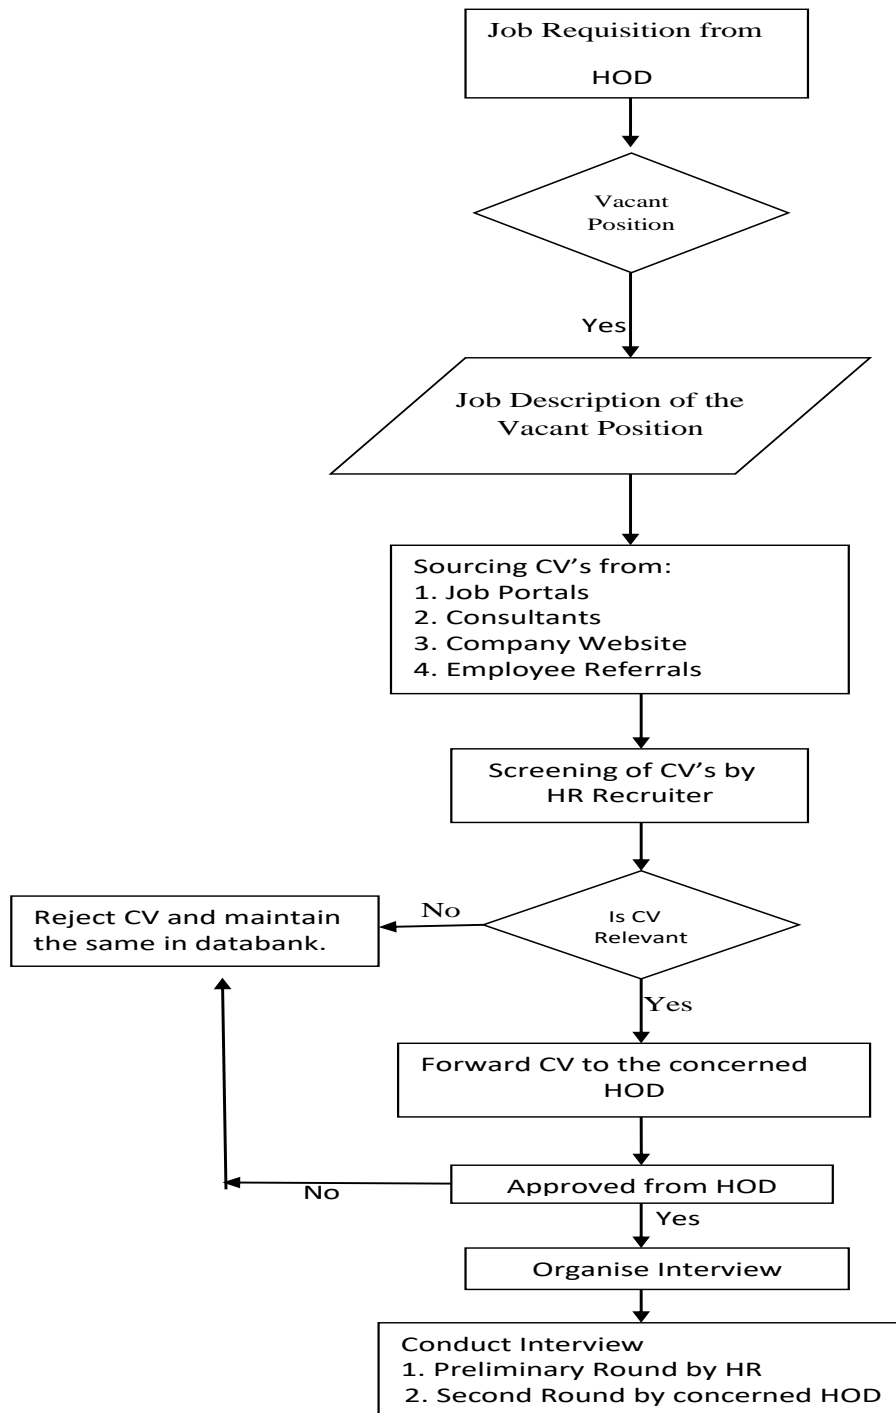 Job Requisition from
HOD
Vacant
Position
Yes
Job Description of the
Vacant Position
Sourcing CV’s from:
1. Job Portals
2. Consultants
3. Company Website
4. Employee Referrals
Screening of CV’s by
HR Recruiter
Is CV
Relevant
No
Reject CV and maintain
the same in databank.
Yes
Forward CV to the concerned
HOD
Approved from HOD
No
Yes
Organise Interview
Conduct Interview
1. Preliminary Round by HR
2. Second Round by concerned HOD